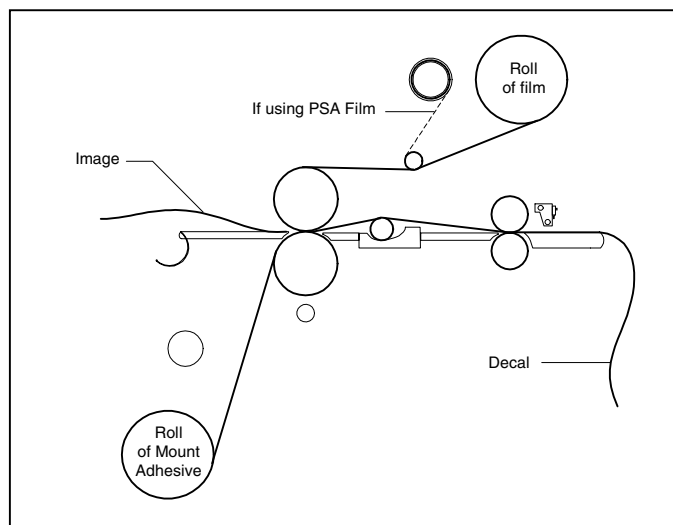 Roll
of film
If using PSA Film
Image
Decal
Roll
of Mount
Adhesive